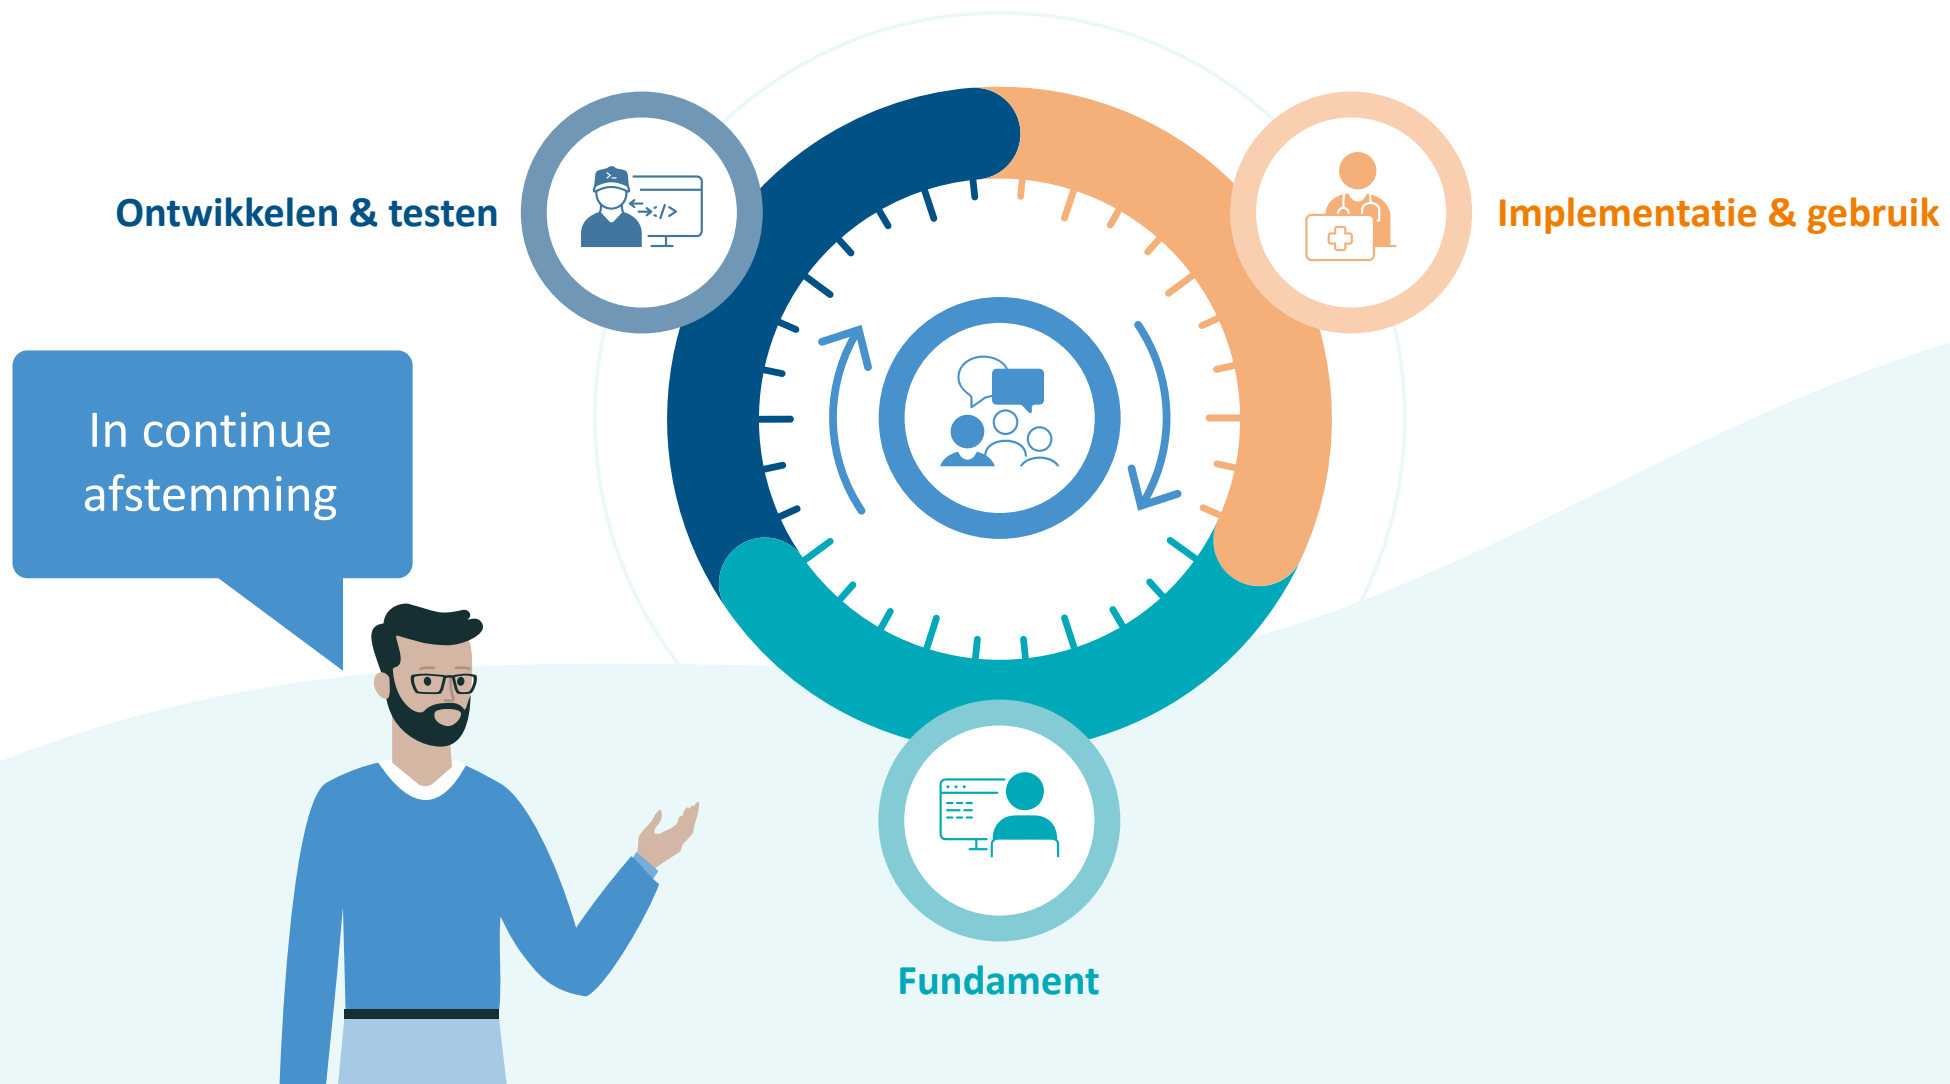 Ontwikkelen & testen
Implementatie & gebruik
In continue
afstemming
Fundament